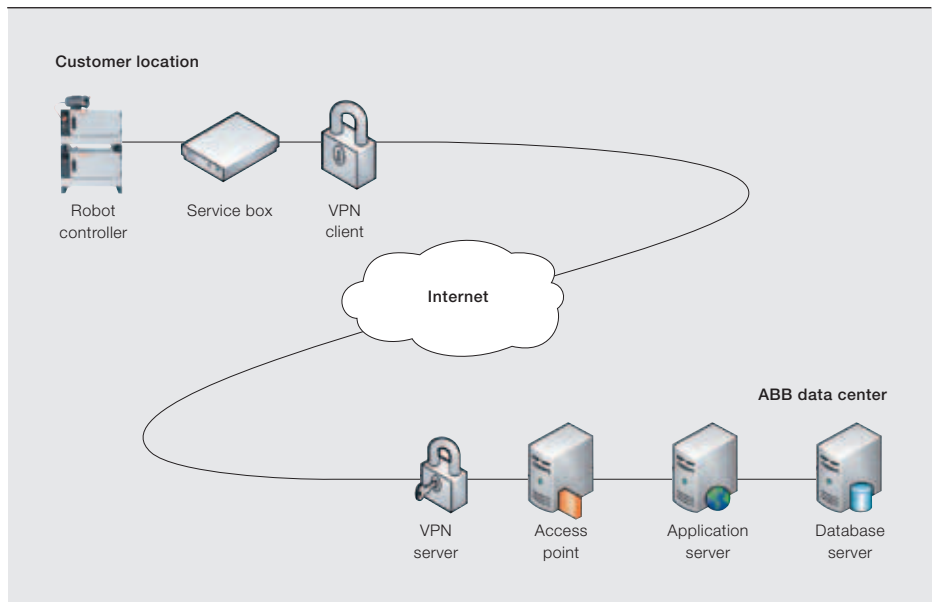 Customer location
Robot
controller
Service box
VPN
client
Internet
ABB data center
VPN
server
Access
point
Application
server
Database
server